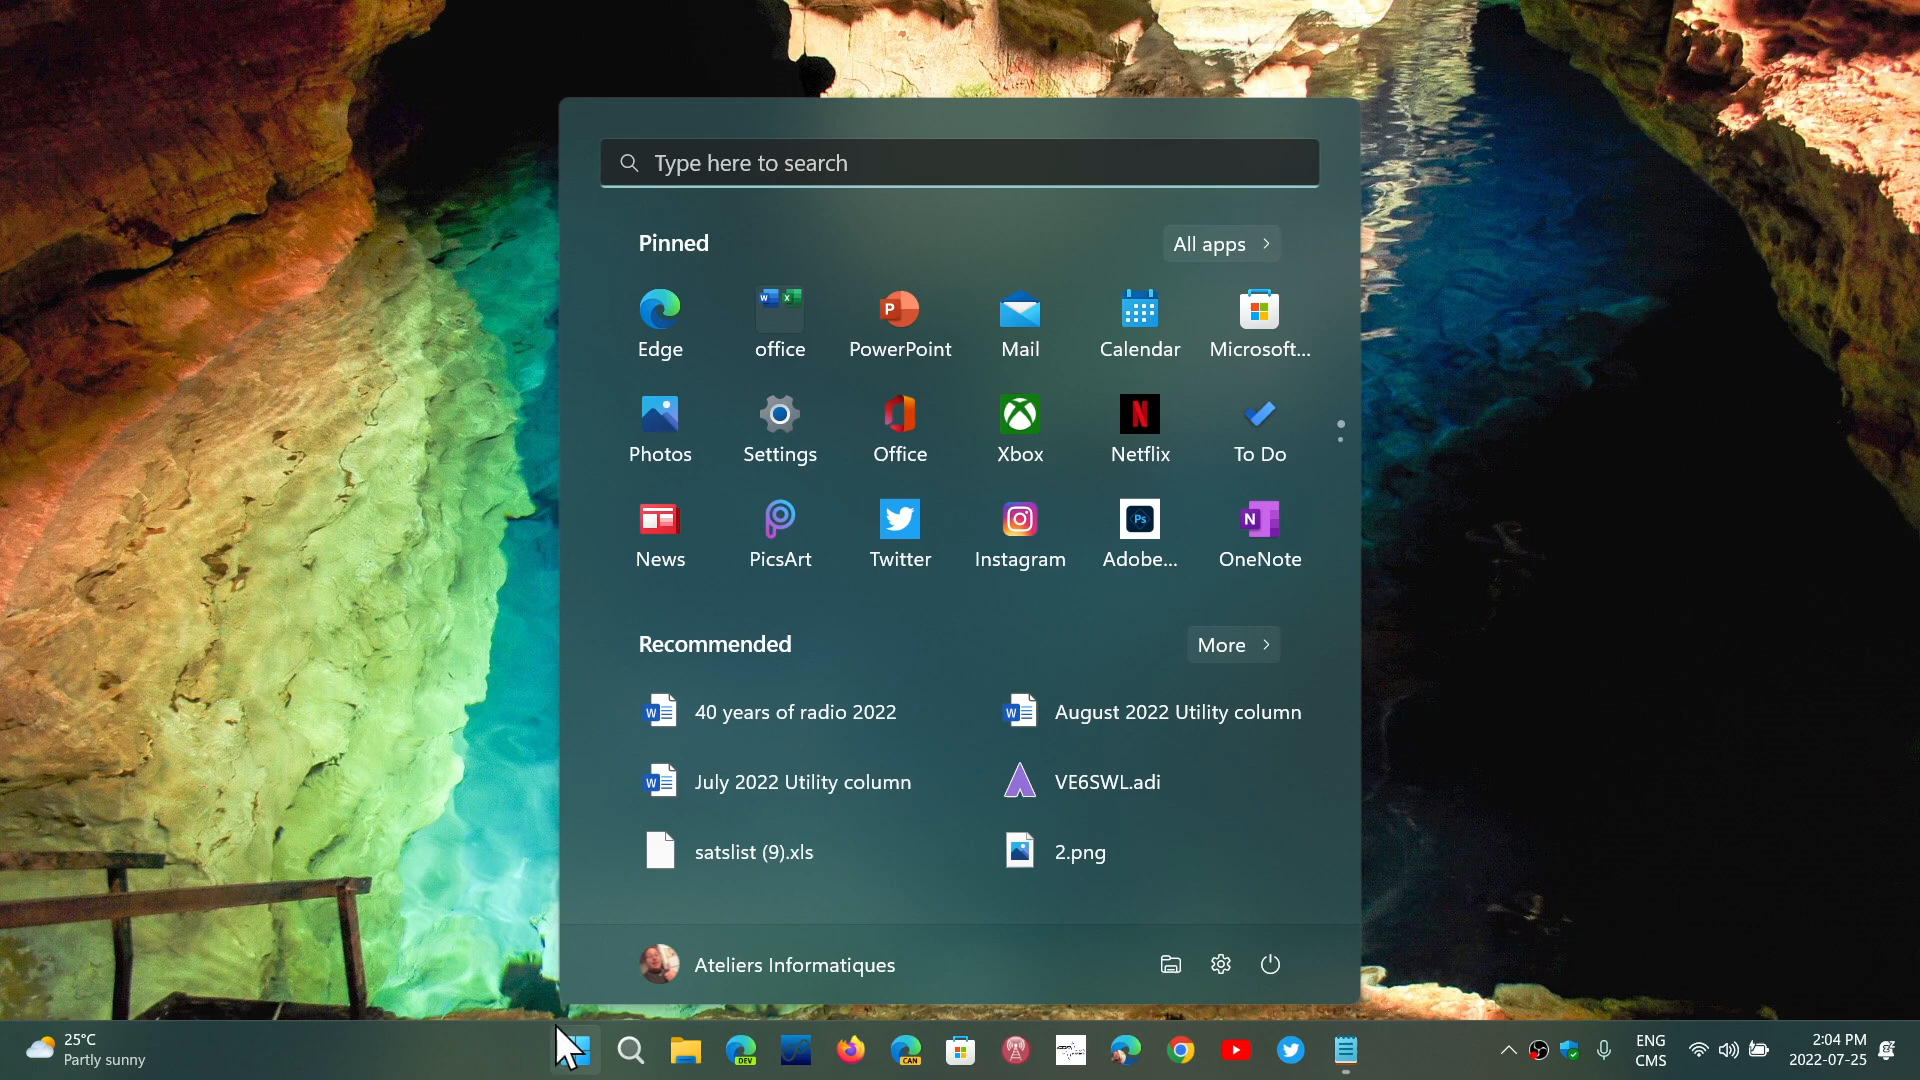 Type here to search
Pinned
All apps
Edge
office
PowerPoint
Mail
Calendar
Microsoft...
Photos
Settings
Office
Xbox
Netflix
To Do
News
PicsArt
Twitter
Instagram
Adobe...
OneNote
Recommended
More
40 years of radio 2022
August 2022 Utility column
July 2022 Utility column
VE6SWL.adi
satslist (9).xls
2.png
Ateliers Informatiques
25°C
Partly sunny
DEV
CAN
ENG
CMS
2:04 PM
2022-07-25